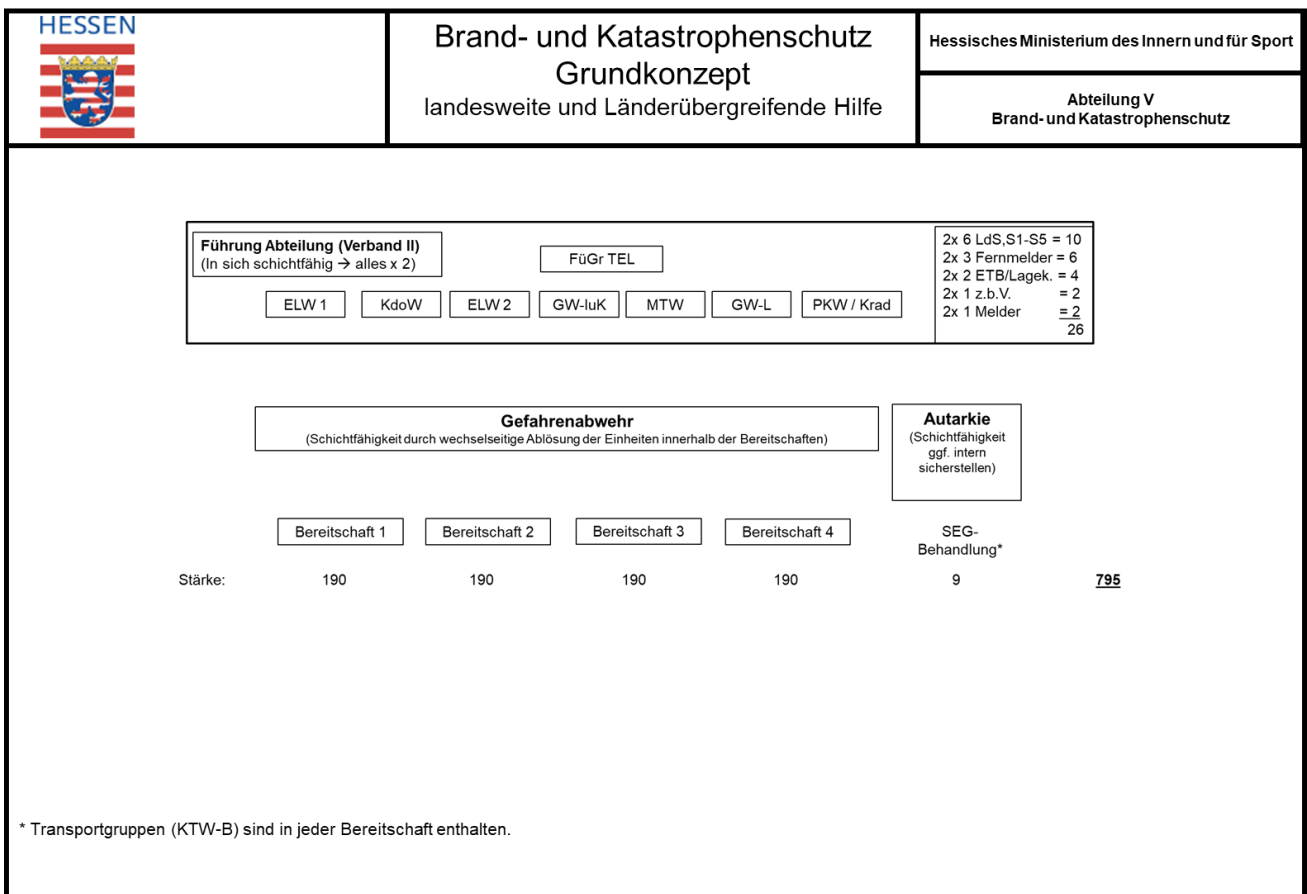 HESSEN
Brand- und Katastrophenschutz
Grundkonzept
landesweite und Länderübergreifende Hilfe
Hessisches Ministerium des Innern und für Sport
Abteilung V
Brand- und Katastrophenschutz
Führung Abteilung (Verband II)
(In sich schichtfähig → alles x 2)
FüGr TEL
ELW 1
KdoW
ELW 2
GW-IuK
MTW
GW-L
PKW / Krad
2x 6 LdS,S1-S5 = 10
2x 3 Fernmelder = 6
2x 2 ETB/Lagek. = 4
2x 1 z.b.V. = 2
2x 1 Melder = 2
26
Gefahrenabwehr
(Schichtfähigkeit durch wechselseitige Ablösung der Einheiten innerhalb der Bereitschaften)
Autarkie
(Schichtfähigkeit
ggf. intern
sicherstellen)
Bereitschaft 1
Bereitschaft 2
Bereitschaft 3
Bereitschaft 4
SEG-
Behandlung*
Stärke: 190 190 190 190 9 795
* Transportgruppen (KTW-B) sind in jeder Bereitschaft enthalten.